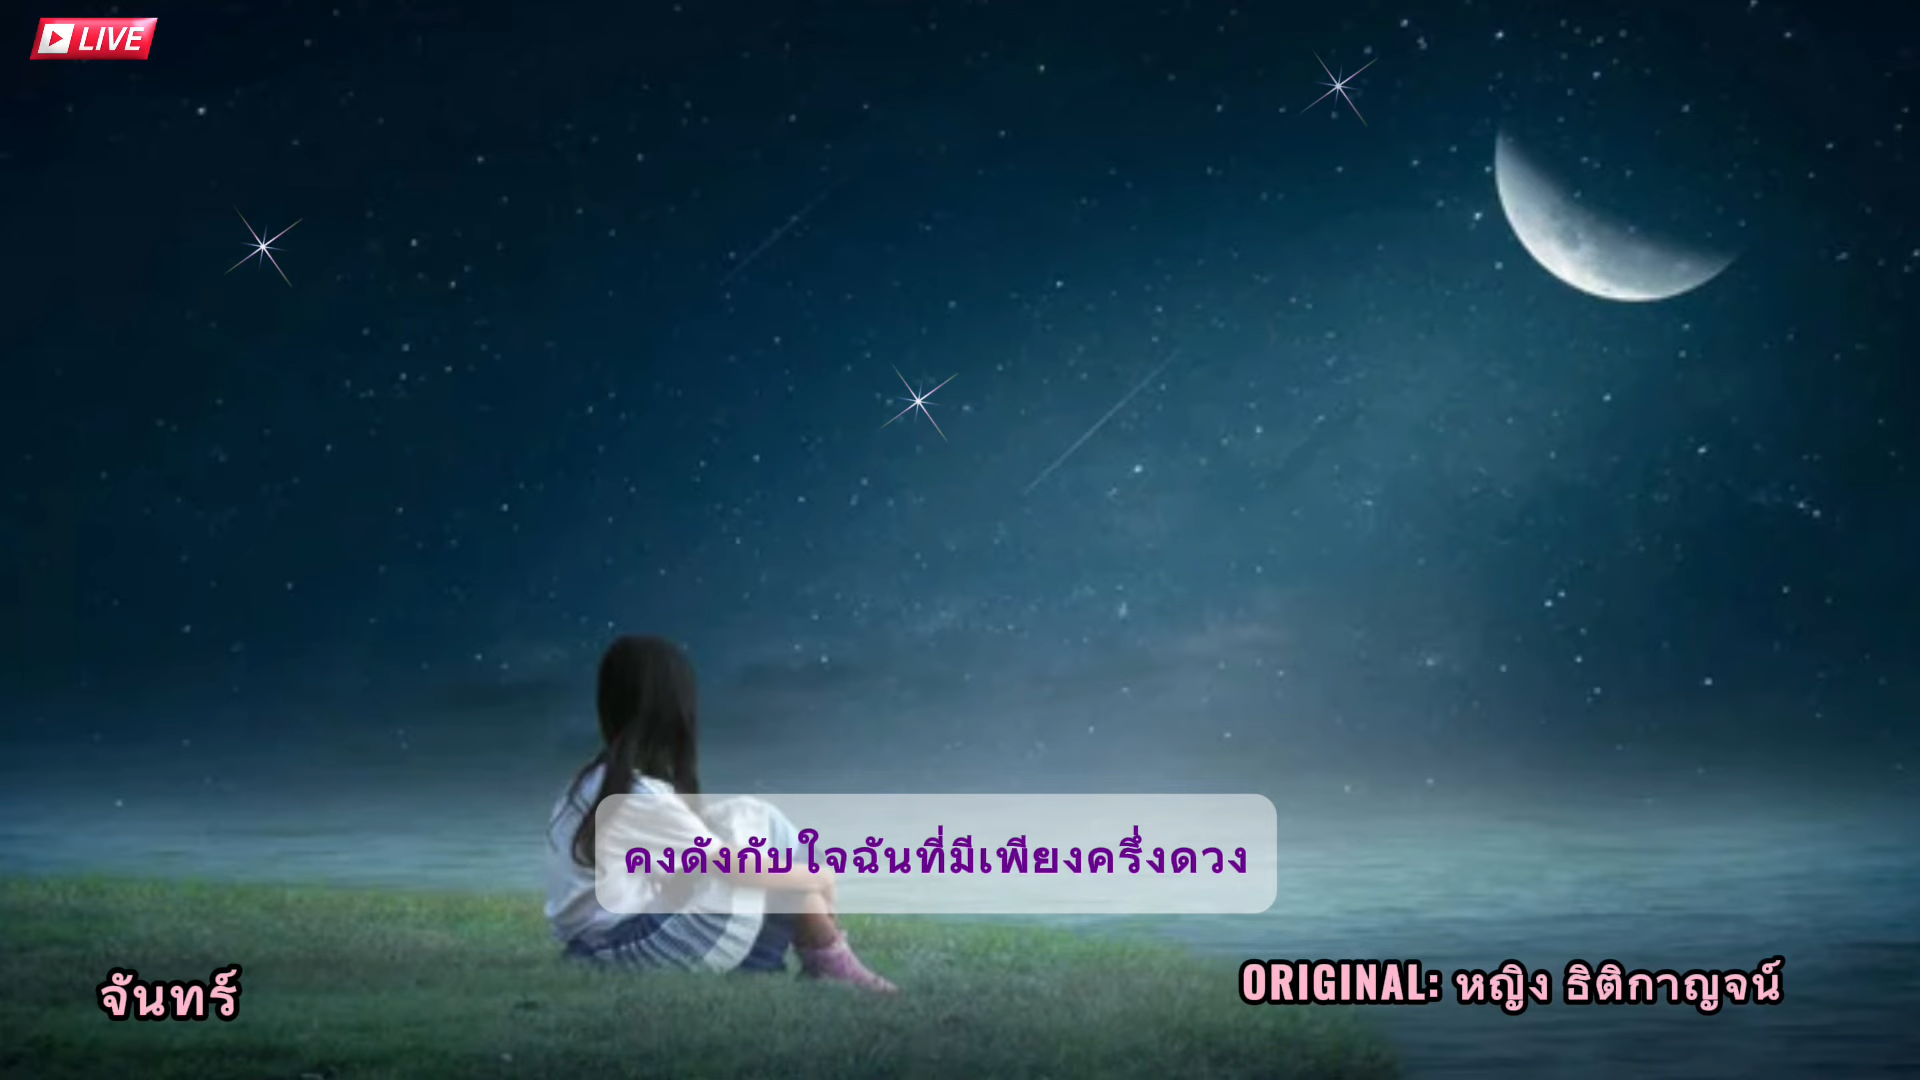 LIVE
คงดังกับใจฉันที่มีเพียงครึ่งดวง
จันทร์
ORIGINAL: หญิง ธิติกาญจน์